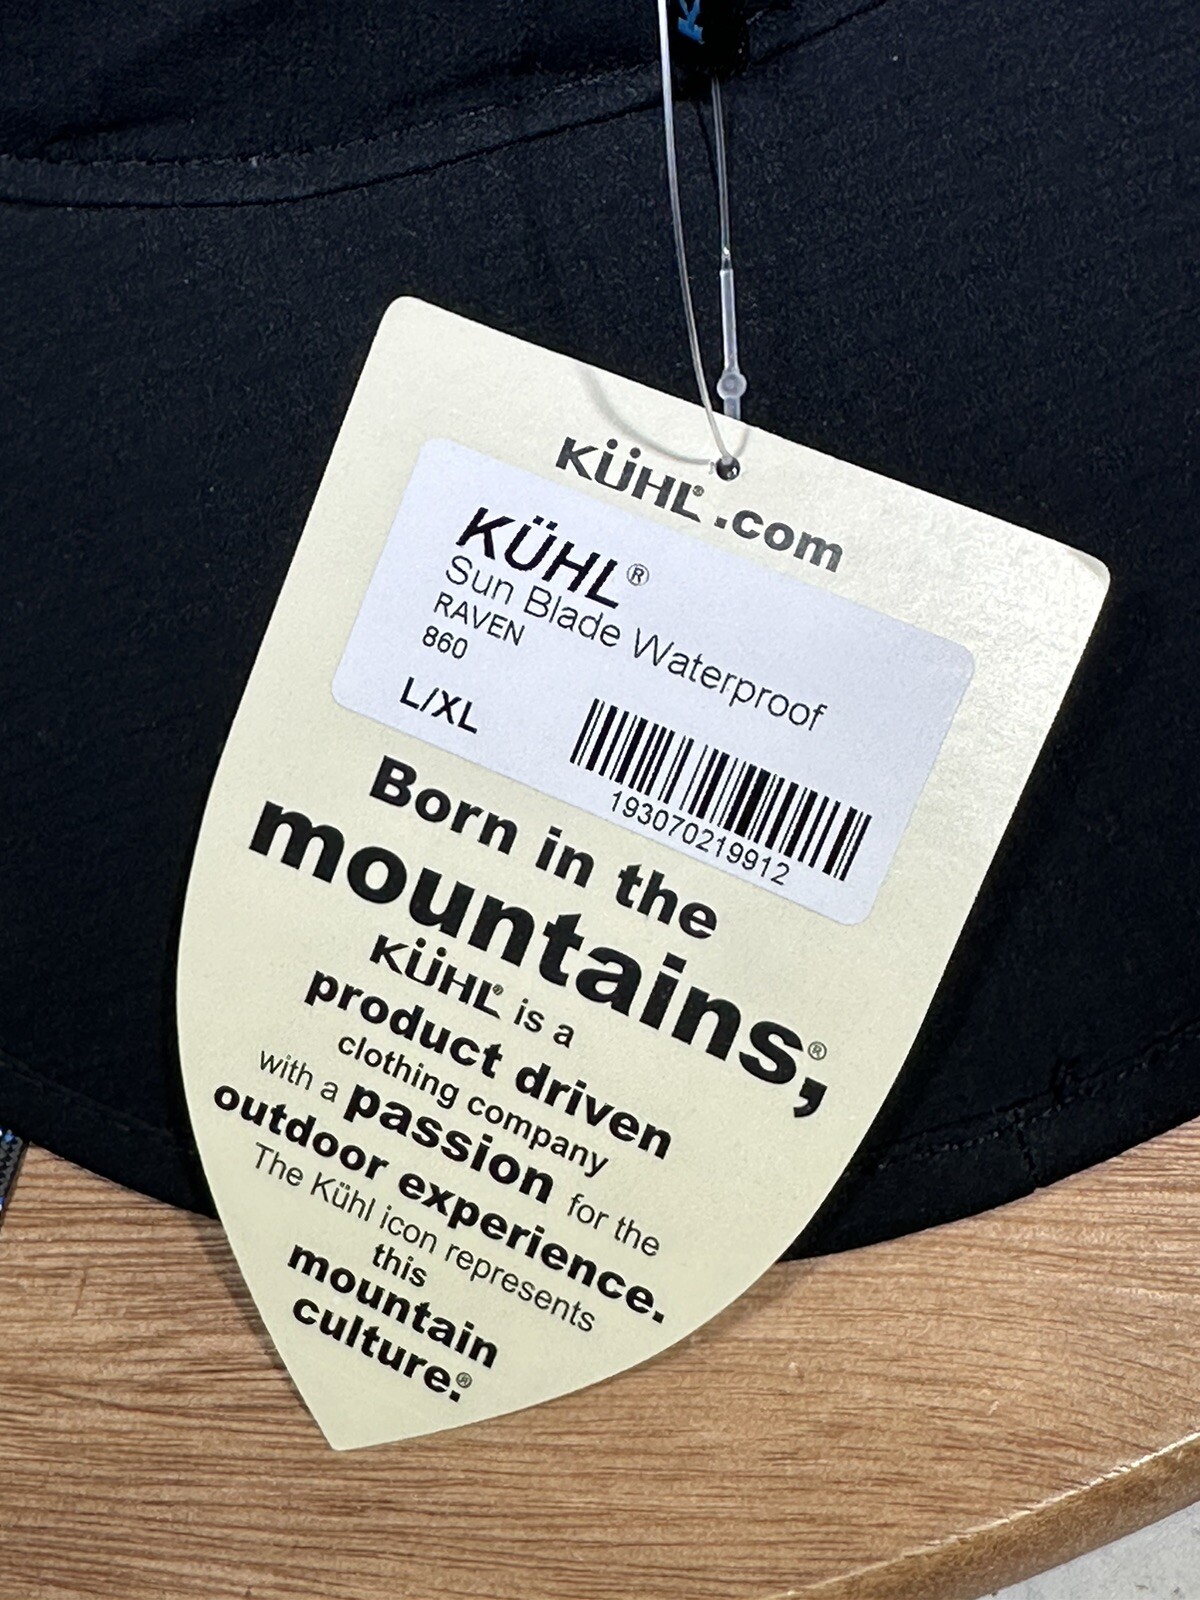 KÜHL®.com
KÜHL®
Sun Blade Waterproof
RAVEN
860
L/XL
193070219912
Born in the
mountains,®
KÜHL® is a
product driven
clothing company
with a passion for the
outdoor experience.
The Kühl icon represents
this
mountain
culture.®